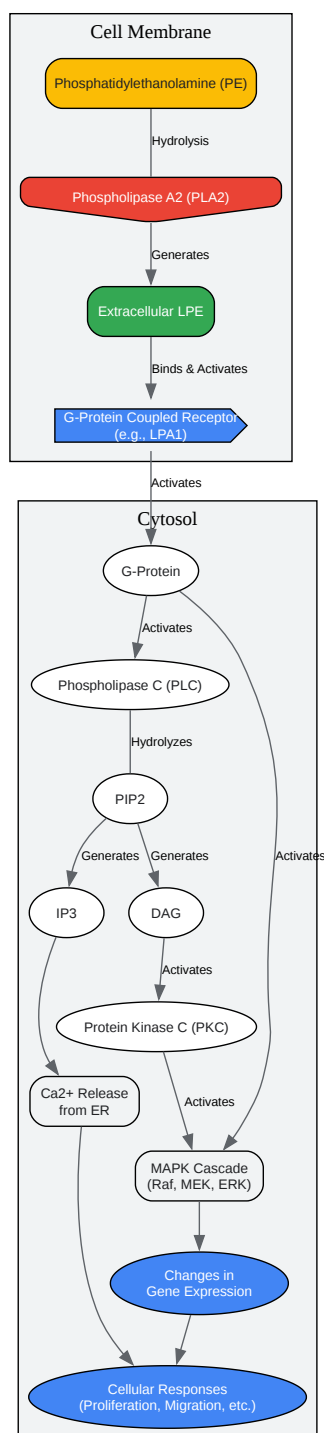 Cell Membrane
Phosphatidylethanolamine (PE)
Hydrolysis
Phospholipase A2 (PLA2)
Generates
Extracellular LPE
Binds & Activates
G-Protein Coupled Receptor
(e.g., LPA1)
Activates
Cytosol
G-Protein
Activates
Phospholipase C (PLC)
Hydrolyzes
PIP2
Generates
Generates
Activates
IP3
DAG
Activates
Protein Kinase C (PKC)
Ca2+ Release
from ER
Activates
MAPK Cascade
(Raf, MEK, ERK)
Changes in
Gene Expression
Cellular Responses
(Proliferation, Migration, etc.)